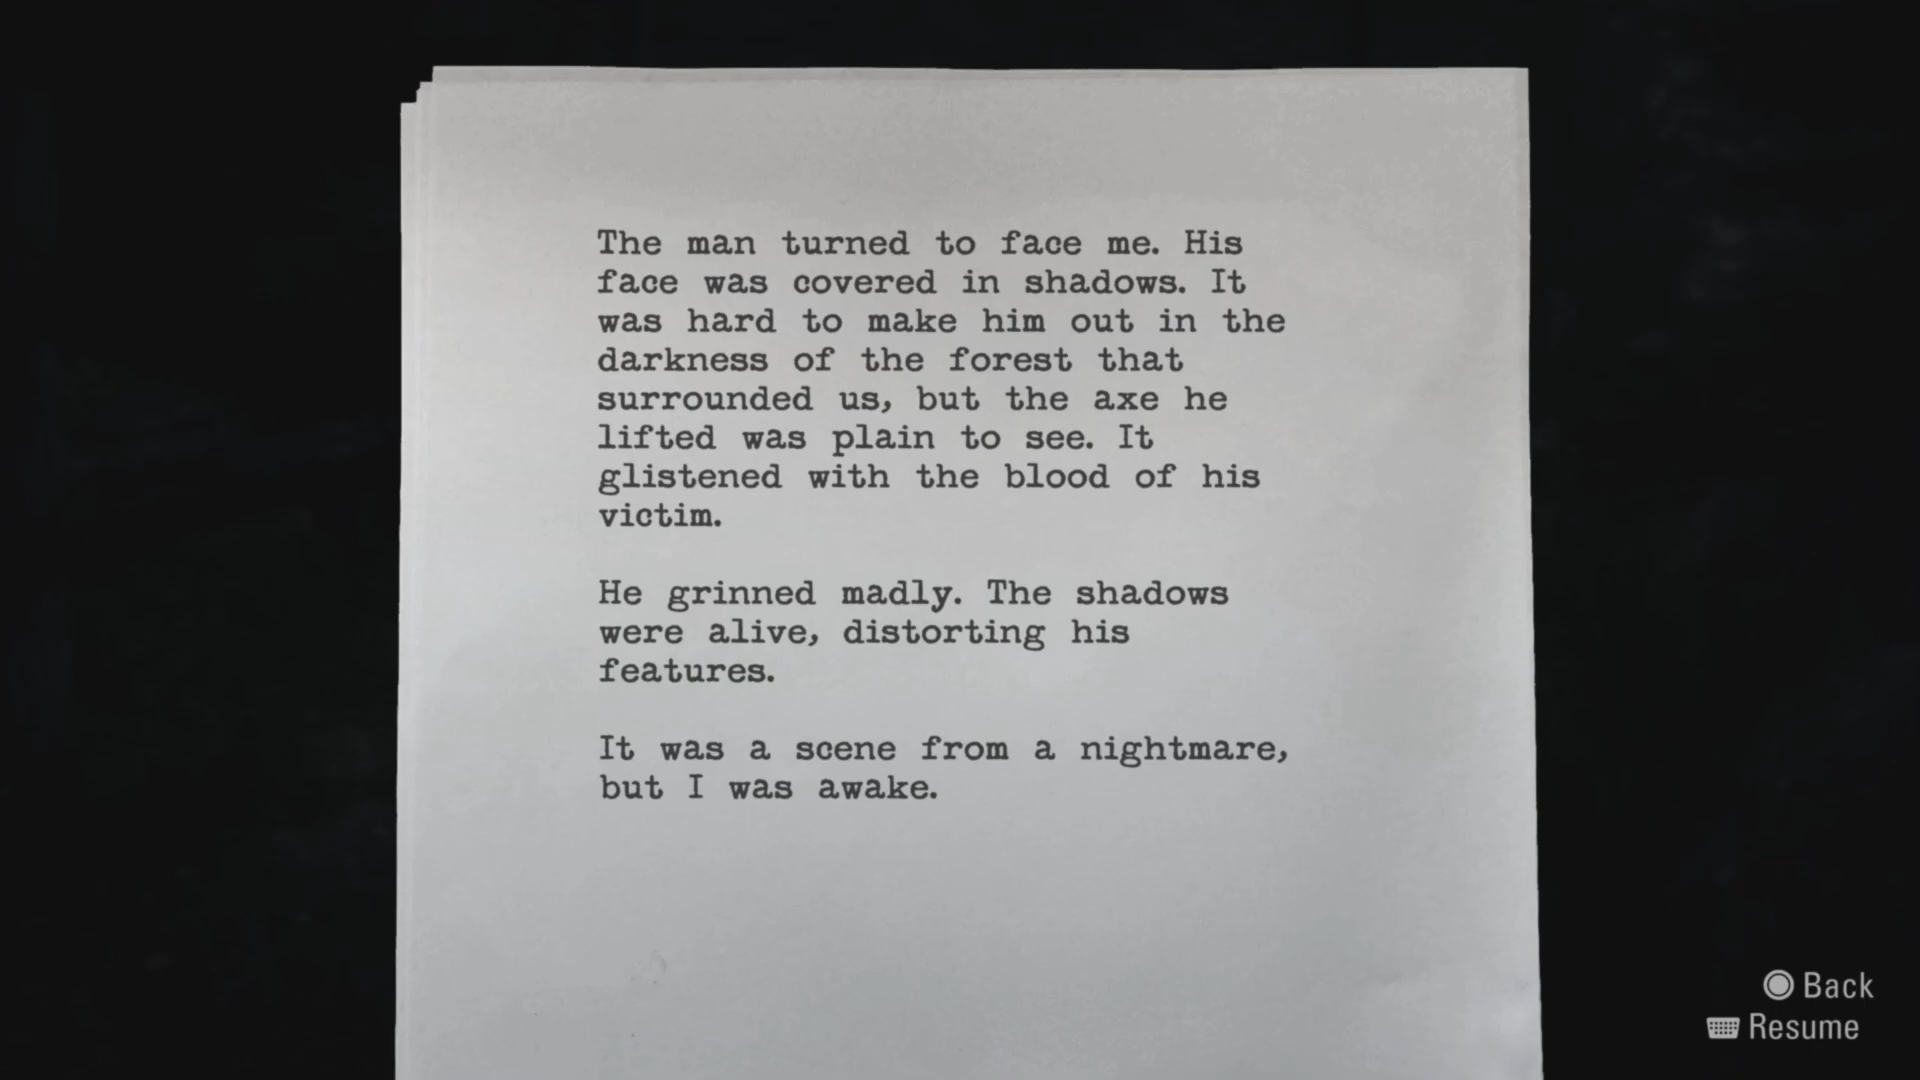 The man turned to face me. His
face was covered in shadows. It
was hard to make him out in the
darkness of the forest that
surrounded us, but the axe he
lifted was plain to see. It
glistened with the blood of his
victim.
He grinned madly. The shadows
were alive, distorting his
features.
It was a scene from a nightmare,
but I was awake.
Back
Resume